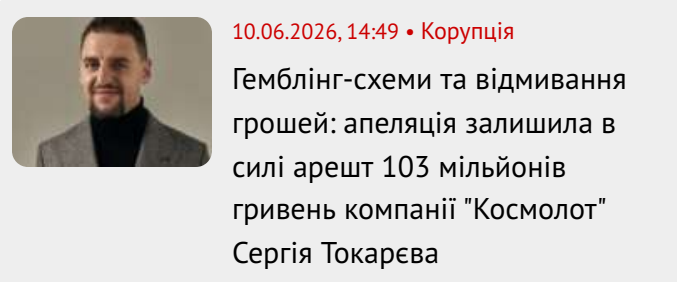 10.06.2026, 14:49 • Корупція
Гемблінг-схеми та відмивання
грошей: апеляція залишила в
силі арешт 103 мільйонів
гривень компанії "Космолот"
Сергія Токарєва